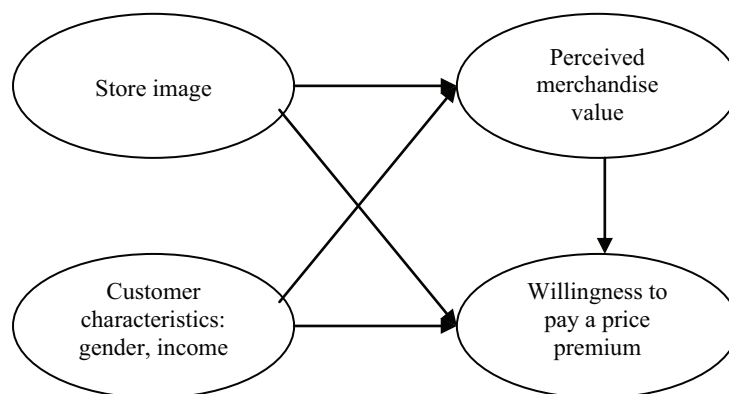 Store image
Perceived
merchandise
value
Customer
characteristics:
gender, income
Willingness to
pay a price
premium